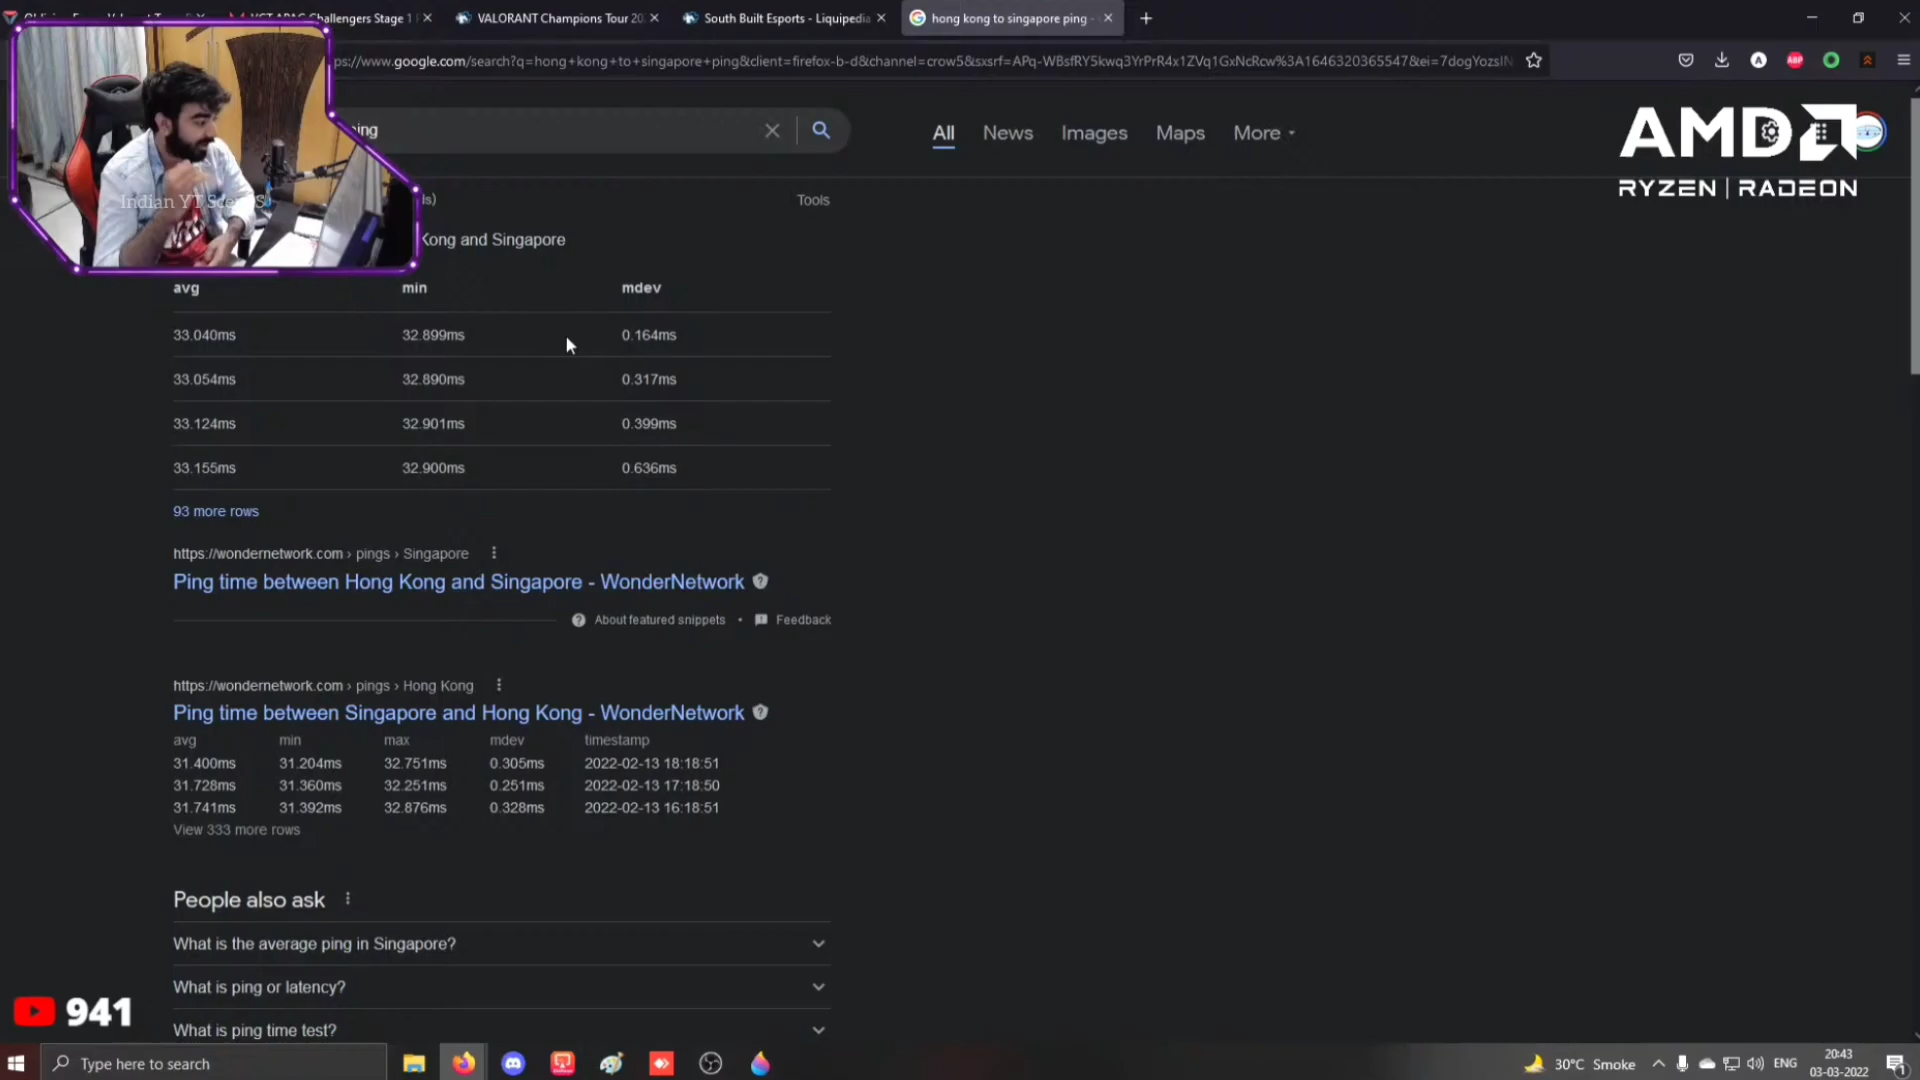 Challengers Stage 1
VALORANT Champions Tour 20
South Built Esports - Liquipedia
hong kong to singapore ping -
ps://www.google.com/search?q=hong+kong+to+singapore+ping&client=firefox-b-d&channel=crow5&sxsrf=APq-WBsfRY5kwq3YrPrR4x1ZVq1GxNcRcw%3A1646320365547&ei=7dogYozsIN
ping
All News Images Maps More
AMD
RYZEN | RADEON
Indian YT
ds)
Tools
Kong and Singapore
avg min mdev
33.040ms 32.899ms 0.164ms
33.054ms 32.890ms 0.317ms
33.124ms 32.901ms 0.399ms
33.155ms 32.900ms 0.636ms
93 more rows
https://wondernetwork.com › pings › Singapore
Ping time between Hong Kong and Singapore - WonderNetwork
About featured snippets • Feedback
https://wondernetwork.com › pings › Hong Kong
Ping time between Singapore and Hong Kong - WonderNetwork
avg min max mdev timestamp
31.400ms 31.204ms 32.751ms 0.305ms 2022-02-13 18:18:51
31.728ms 31.360ms 32.251ms 0.251ms 2022-02-13 17:18:50
31.741ms 31.392ms 32.876ms 0.328ms 2022-02-13 16:18:51
View 333 more rows
People also ask
What is the average ping in Singapore?
What is ping or latency?
What is ping time test?
941
Type here to search
30°C Smoke
ENG
20:43
03-03-2022